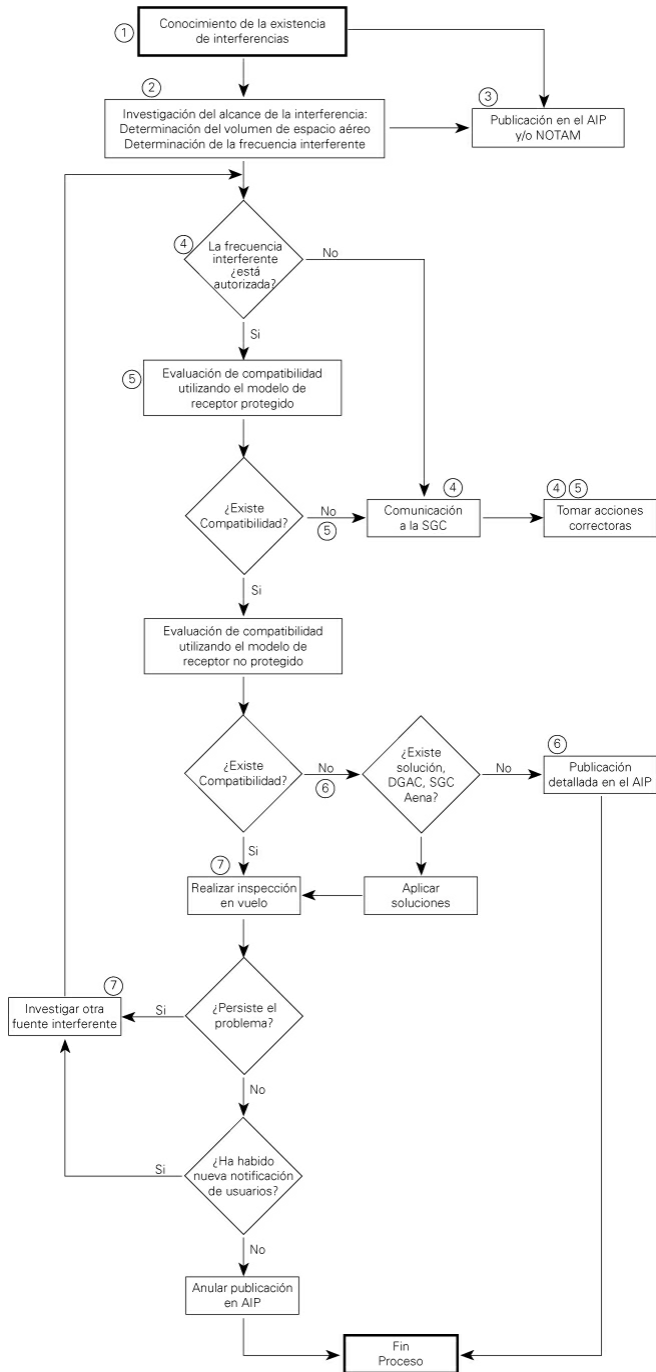 1
Conocimiento de la existencia
de interferencias
2
Investigación del alcance de la interferencia:
Determinación del volumen de espacio aéreo
Determinación de la frecuencia interferente
3
Publicación en el AIP
y/o NOTAM
4
La frecuencia
interferente
¿está
autorizada?
No
Si
5
Evaluación de compatibilidad
utilizando el modelo de
receptor protegido
¿Existe
Compatibilidad?
No
5
4
Comunicación
a la SGC
4 5
Tomar acciones
correctoras
Si
Evaluación de compatibilidad
utilizando el modelo de
receptor no protegido
¿Existe
Compatibilidad?
No
6
¿Existe
solución,
DGAC, SGC
Aena?
No
6
Publicación
detallada en el AIP
Si
7
Realizar inspección
en vuelo
Aplicar
soluciones
7
Investigar otra
fuente interferente
Si
¿Persiste el
problema?
No
Si
¿Ha habido
nueva notificación
de usuarios?
No
Anular publicación
en AIP
Fin
Proceso